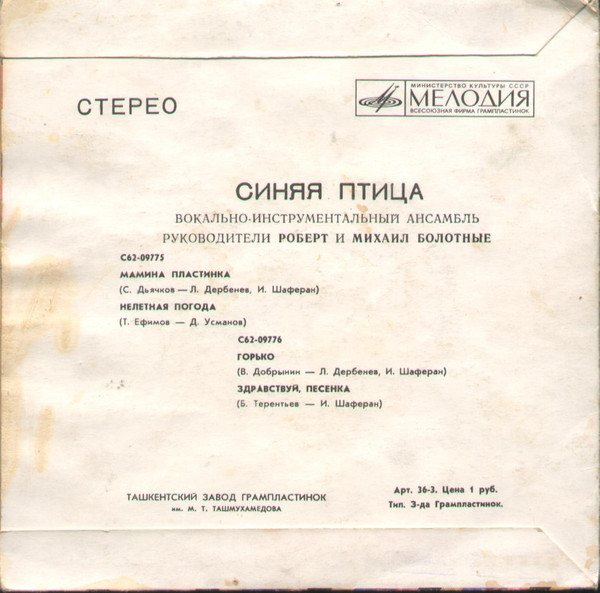 СТЕРЕО
МИНИСТЕРСТВО КУЛЬТУРЫ СССР
МЕЛОДИЯ
ВСЕСОЮЗНАЯ ФИРМА ГРАМПЛАСТИНОК
СИНЯЯ ПТИЦА
ВОКАЛЬНО-ИНСТРУМЕНТАЛЬНЫЙ АНСАМБЛЬ
РУКОВОДИТЕЛИ РОБЕРТ И МИХАИЛ БОЛОТНЫЕ
С62-09775
МАМИНА ПЛАСТИНКА
(С. Дьячков — Л. Дербенев, И. Шаферан)
НЕЛЕТНАЯ ПОГОДА
(Т. Ефимов — Д. Усманов)
С62-09776
ГОРЬКО
(В. Добрынин — Л. Дербенев, И. Шаферан)
ЗДРАВСТВУЙ, ПЕСЕНКА
(Б. Терентьев — И. Шаферан)
ТАШКЕНТСКИЙ ЗАВОД ГРАМПЛАСТИНОК
им. М. Т. ТАШМУХАМЕДОВА
Арт. 36-3. Цена 1 руб.
Тип. З-да Грампластинок.